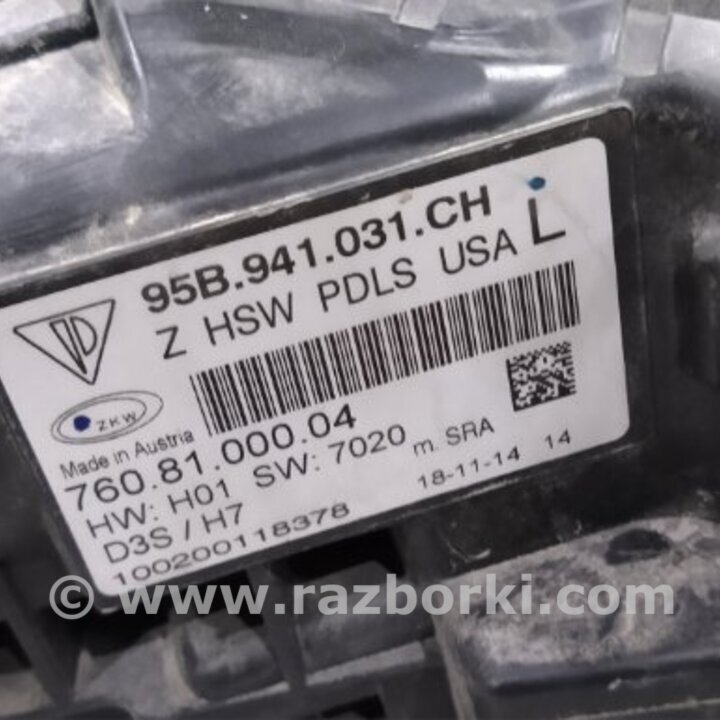 95B.941.031.CH
Z HSW PDLS USA L
ZKW
Made in Austria
760.81.000.04
HW: H01 SW: 7020 m. SRA
D3S / H7 18-11-14 14
100200118378
© www.razborki.com